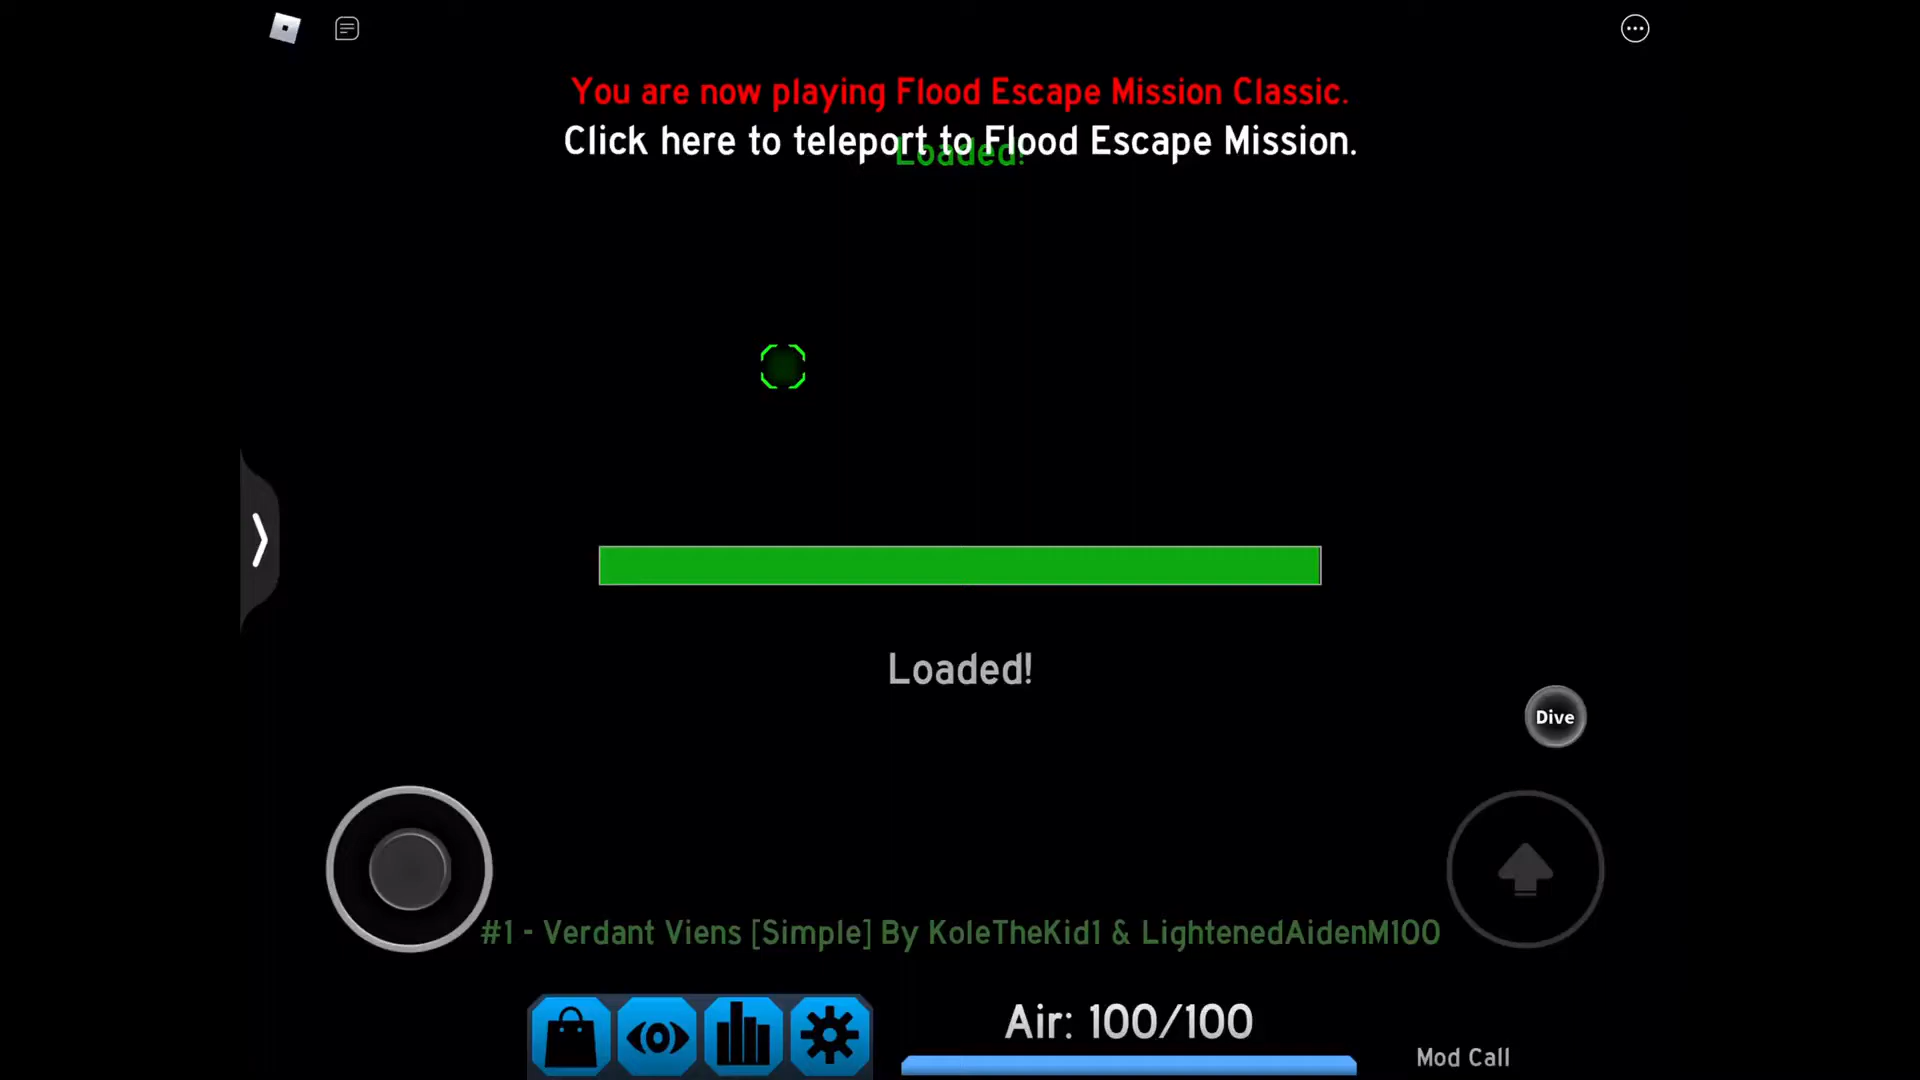 You are now playing Flood Escape Mission Classic.
Click here to teleport to Flood Escape Mission.
Loaded!
Loaded!
Dive
#1 - Verdant Viens [Simple] By KoleTheKid1 & LightenedAidenM100
Air: 100/100
Mod Call